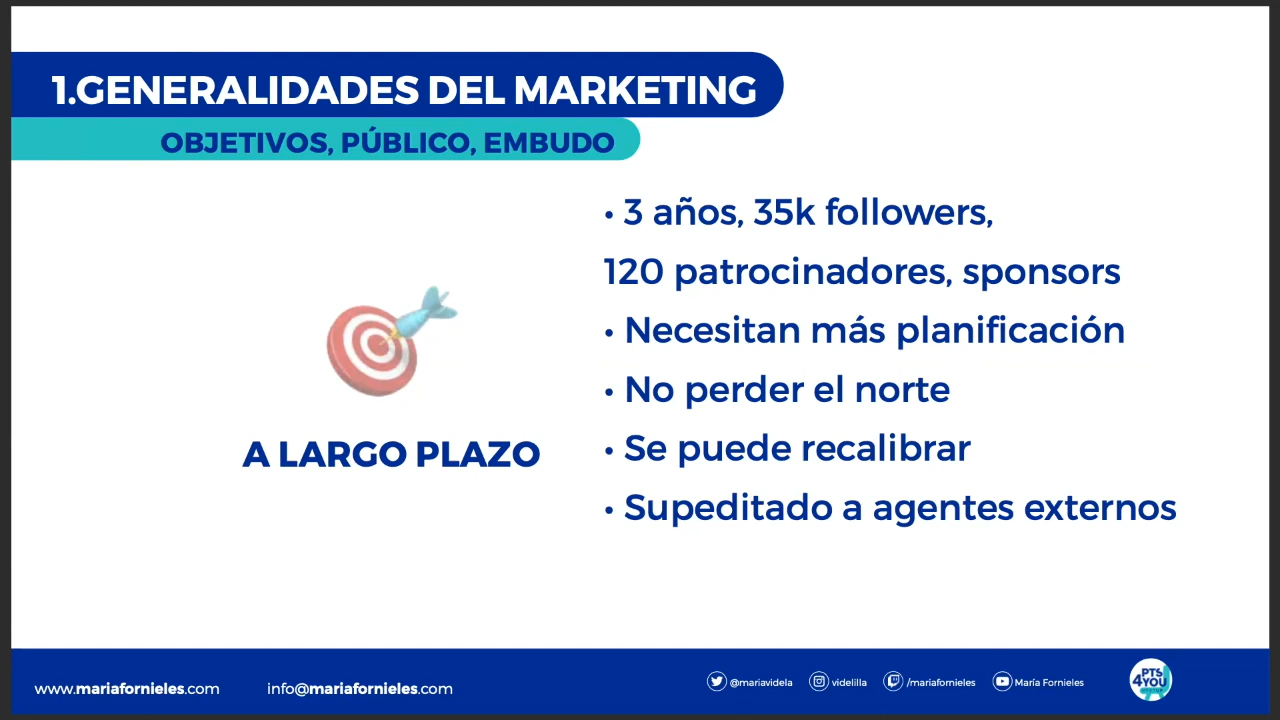 1.GENERALIDADES DEL MARKETING
OBJETIVOS, PÚBLICO, EMBUDO
• 3 años, 35k followers,
120 patrocinadores, sponsors
• Necesitan más planificación
• No perder el norte
• Se puede recalibrar
• Supeditado a agentes externos
A LARGO PLAZO
www.mariafornieles.com
info@mariafornieles.com
@mariavidela
videlilla
/mariafornieles
María Fornieles
PTS
4YOU